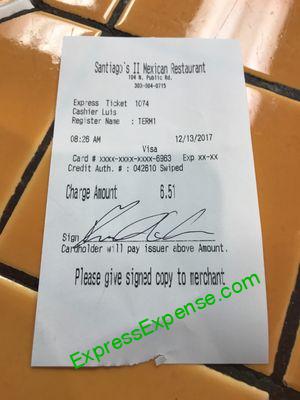 Santiago's II Mexican Restaurant
104 N. Public Rd.
303-604-0715
Express Ticket 1074
Cashier Luis
Register Name : TERM1
08:26 AM 12/13/2017
Visa
Card # xxxx-xxxx-xxxx-6963 Exp xx-xx
Credit Auth. # : 042610 Swiped
Charge Amount 6.51
Sign
Cardholder will pay issuer above Amount.
Please give signed copy to merchant
ExpressExpense.com